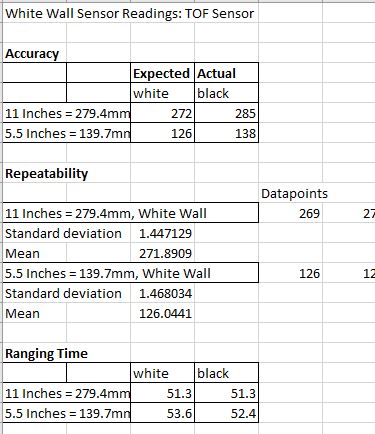 White Wall Sensor Readings: TOF Sensor
Accuracy
Expected Actual
white black
11 Inches = 279.4mm 272 285
5.5 Inches = 139.7mm 126 138
Repeatability
Datapoints
11 Inches = 279.4mm, White Wall 269 27
Standard deviation 1.447129
Mean 271.8909
5.5 Inches = 139.7mm, White Wall 126 12
Standard deviation 1.468034
Mean 126.0441
Ranging Time
white black
11 Inches = 279.4mm 51.3 51.3
5.5 Inches = 139.7mm 53.6 52.4